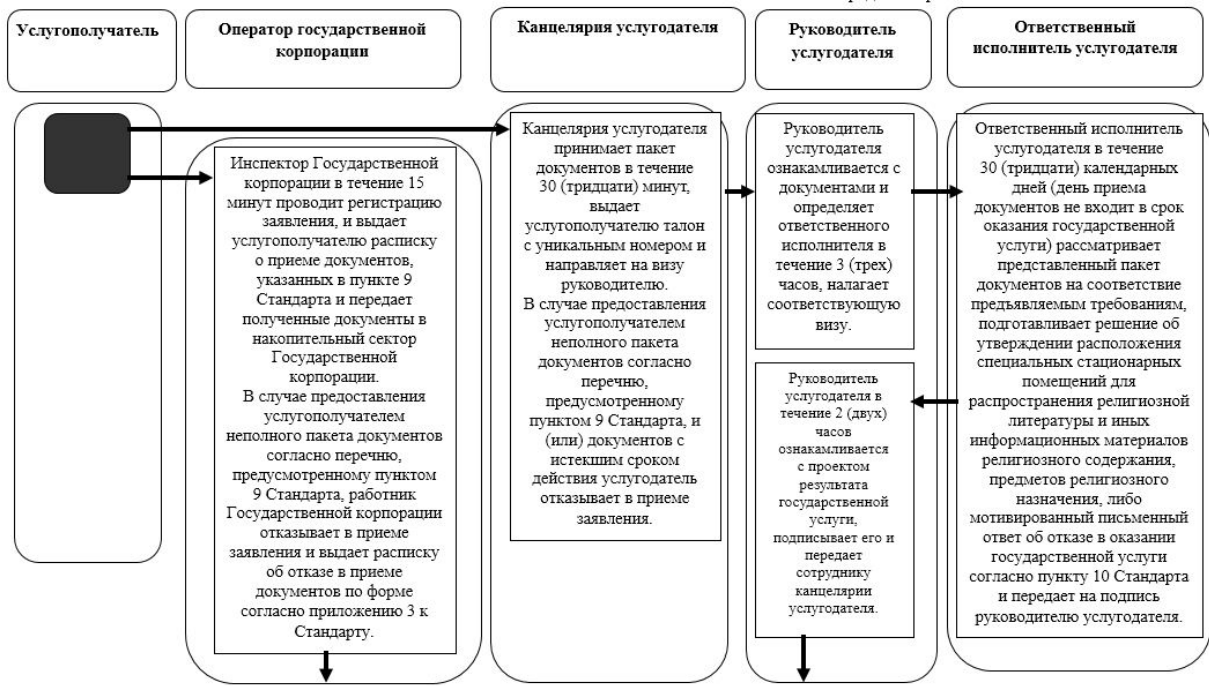 Услугополучатель
Оператор государственной
корпорации
Канцелярия услугодателя
Руководитель
услугодателя
Ответственный
исполнитель услугодателя
Инспектор Государственной
корпорации в течение 15
минут проводит регистрацию
заявления, и выдает
услугополучателю расписку
о приеме документов,
указанных в пункте 9
Стандарта и передает
полученные документы в
накопительный сектор
Государственной
корпорации.
В случае предоставления
услугополучателем
неполного пакета документов
согласно перечню,
предусмотренному пунктом
9 Стандарта, работник
Государственной корпорации
отказывает в приеме
заявления и выдает расписку
об отказе в приеме
документов по форме
согласно приложению 3 к
Стандарту.
Канцелярия услугодателя
принимает пакет
документов в течение
30 (тридцати) минут,
выдает
услугополучателю талон
с уникальным номером и
направляет на визу
руководителю.
В случае предоставления
услугополучателем
неполного пакета
документов согласно
перечню,
предусмотренному
пунктом 9 Стандарта, и
(или) документов с
истекшим сроком
действия услугодатель
отказывает в приеме
заявления.
Руководитель
услугодателя
ознакамливается с
документами и
определяет
ответственного
исполнителя в
течение 3 (трех)
часов, налагает
соответствующую
визу.
Руководитель
услугодателя в
течение 2 (двух)
часов
ознакамливается
с проектом
результата
государственной
услуги,
подписывает его и
передает
сотруднику
канцелярии
услугодателя.
Ответственный исполнитель
услугодателя в течение
30 (тридцати) календарных
дней (день приема
документов не входит в срок
оказания государственной
услуги) рассматривает
представленный пакет
документов на соответствие
предъявляемым требованиям,
подготавливает решение об
утверждении расположения
специальных стационарных
помещений для
распространения религиозной
литературы и иных
информационных материалов
религиозного содержания,
предметов религиозного
назначения, либо
мотивированный письменный
ответ об отказе в оказании
государственной услуги
согласно пункту 10 Стандарта
и передает на подпись
руководителю услугодателя.